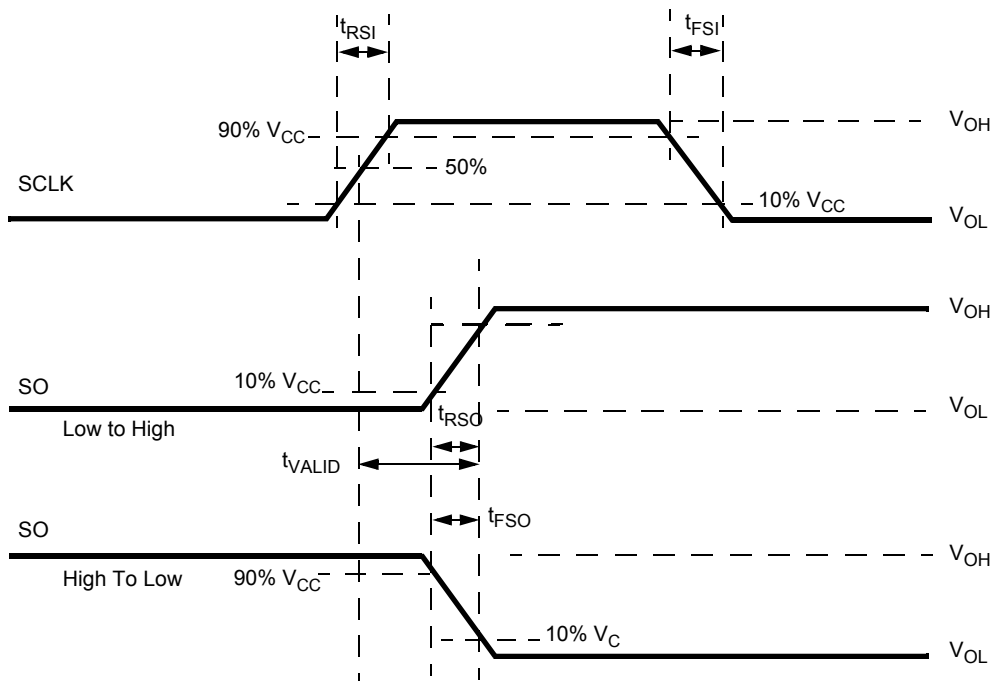 tRSI
tFSI
90% VCC
VOH
50%
SCLK
10% VCC
VOL
VOH
10% VCC
SO
tRSO
VOL
Low to High
tVALID
tFSO
SO
VOH
High To Low
90% VCC
10% VC
VOL